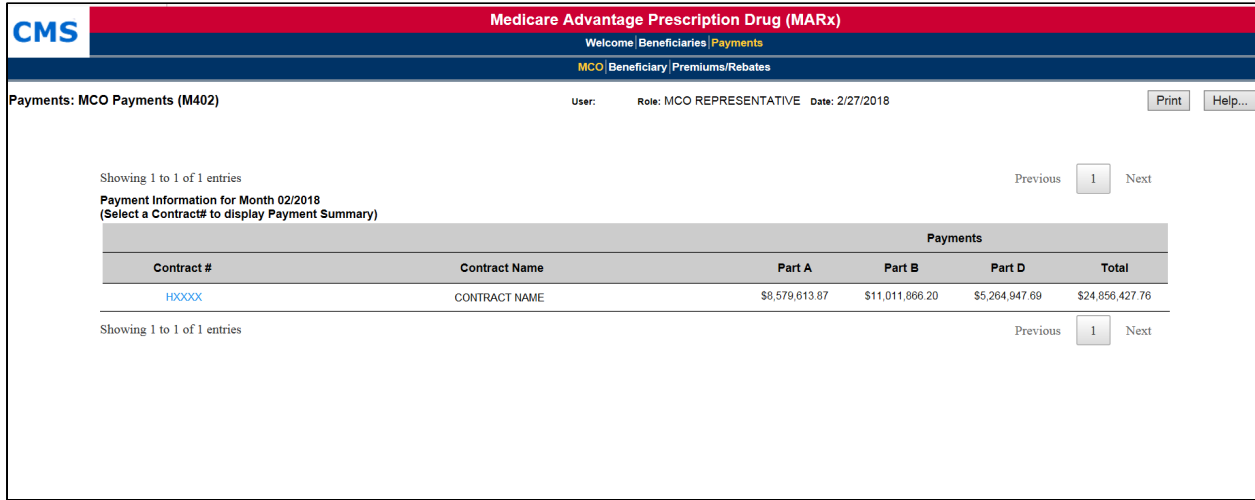 CMS
Medicare Advantage Prescription Drug (MARx)
Welcome|Beneficiaries|Payments
MCO|Beneficiary|Premiums/Rebates
Payments: MCO Payments (M402) User: Role: MCO REPRESENTATIVE Date: 2/27/2018 Print Help...
Showing 1 to 1 of 1 entries Previous 1 Next
Payment Information for Month 02/2018
(Select a Contract# to display Payment Summary)
Payments
Contract # Contract Name Part A Part B Part D Total
HXXXX CONTRACT NAME $8,579,613.87 $11,011,866.20 $5,264,947.69 $24,856,427.76
Showing 1 to 1 of 1 entries Previous 1 Next